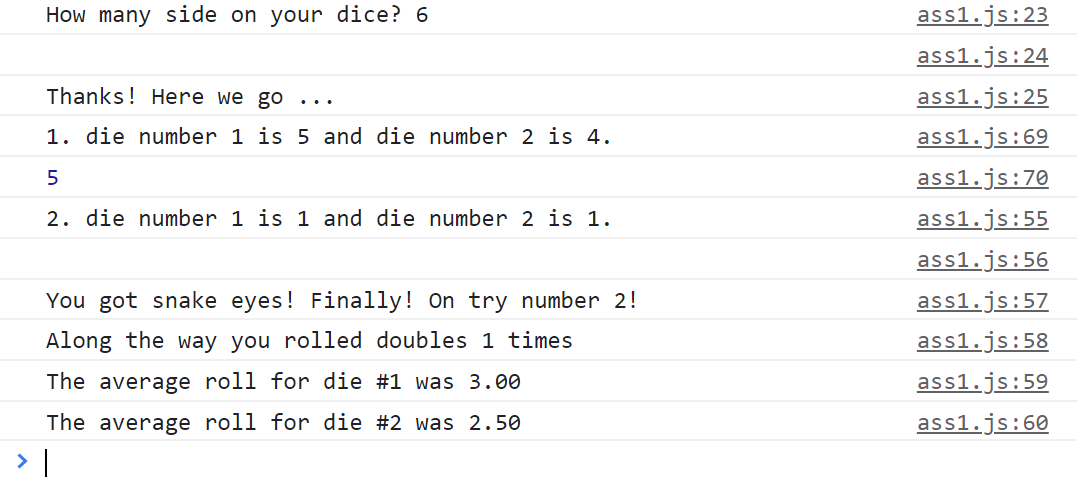 How many side on your dice? 6 ass1.js:23
ass1.js:24
Thanks! Here we go ... ass1.js:25
1. die number 1 is 5 and die number 2 is 4. ass1.js:69
5 ass1.js:70
2. die number 1 is 1 and die number 2 is 1. ass1.js:55
ass1.js:56
You got snake eyes! Finally! On try number 2! ass1.js:57
Along the way you rolled doubles 1 times ass1.js:58
The average roll for die #1 was 3.00 ass1.js:59
The average roll for die #2 was 2.50 ass1.js:60
>